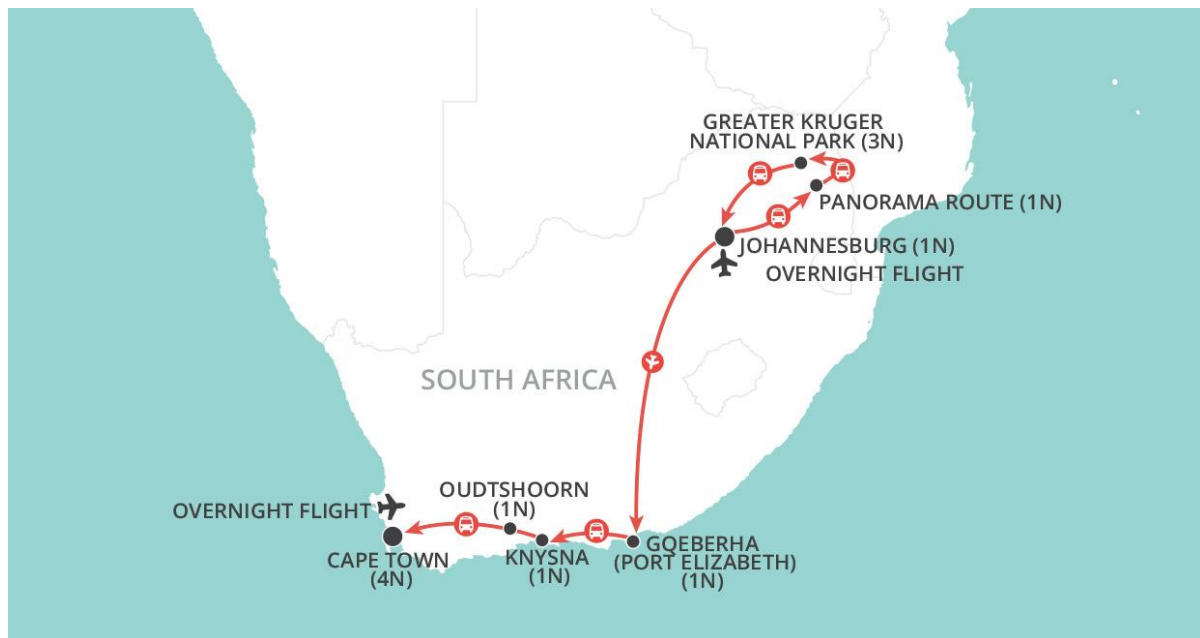 GREATER KRUGER
NATIONAL PARK (3N)
PANORAMA ROUTE (1N)
JOHANNESBURG (1N)
OVERNIGHT FLIGHT
SOUTH AFRICA
OUDTSHOORN
(1N)
OVERNIGHT FLIGHT
CAPE TOWN
(4N)
KNYSNA
(1N)
GQEBERHA
(PORT ELIZABETH)
(1N)